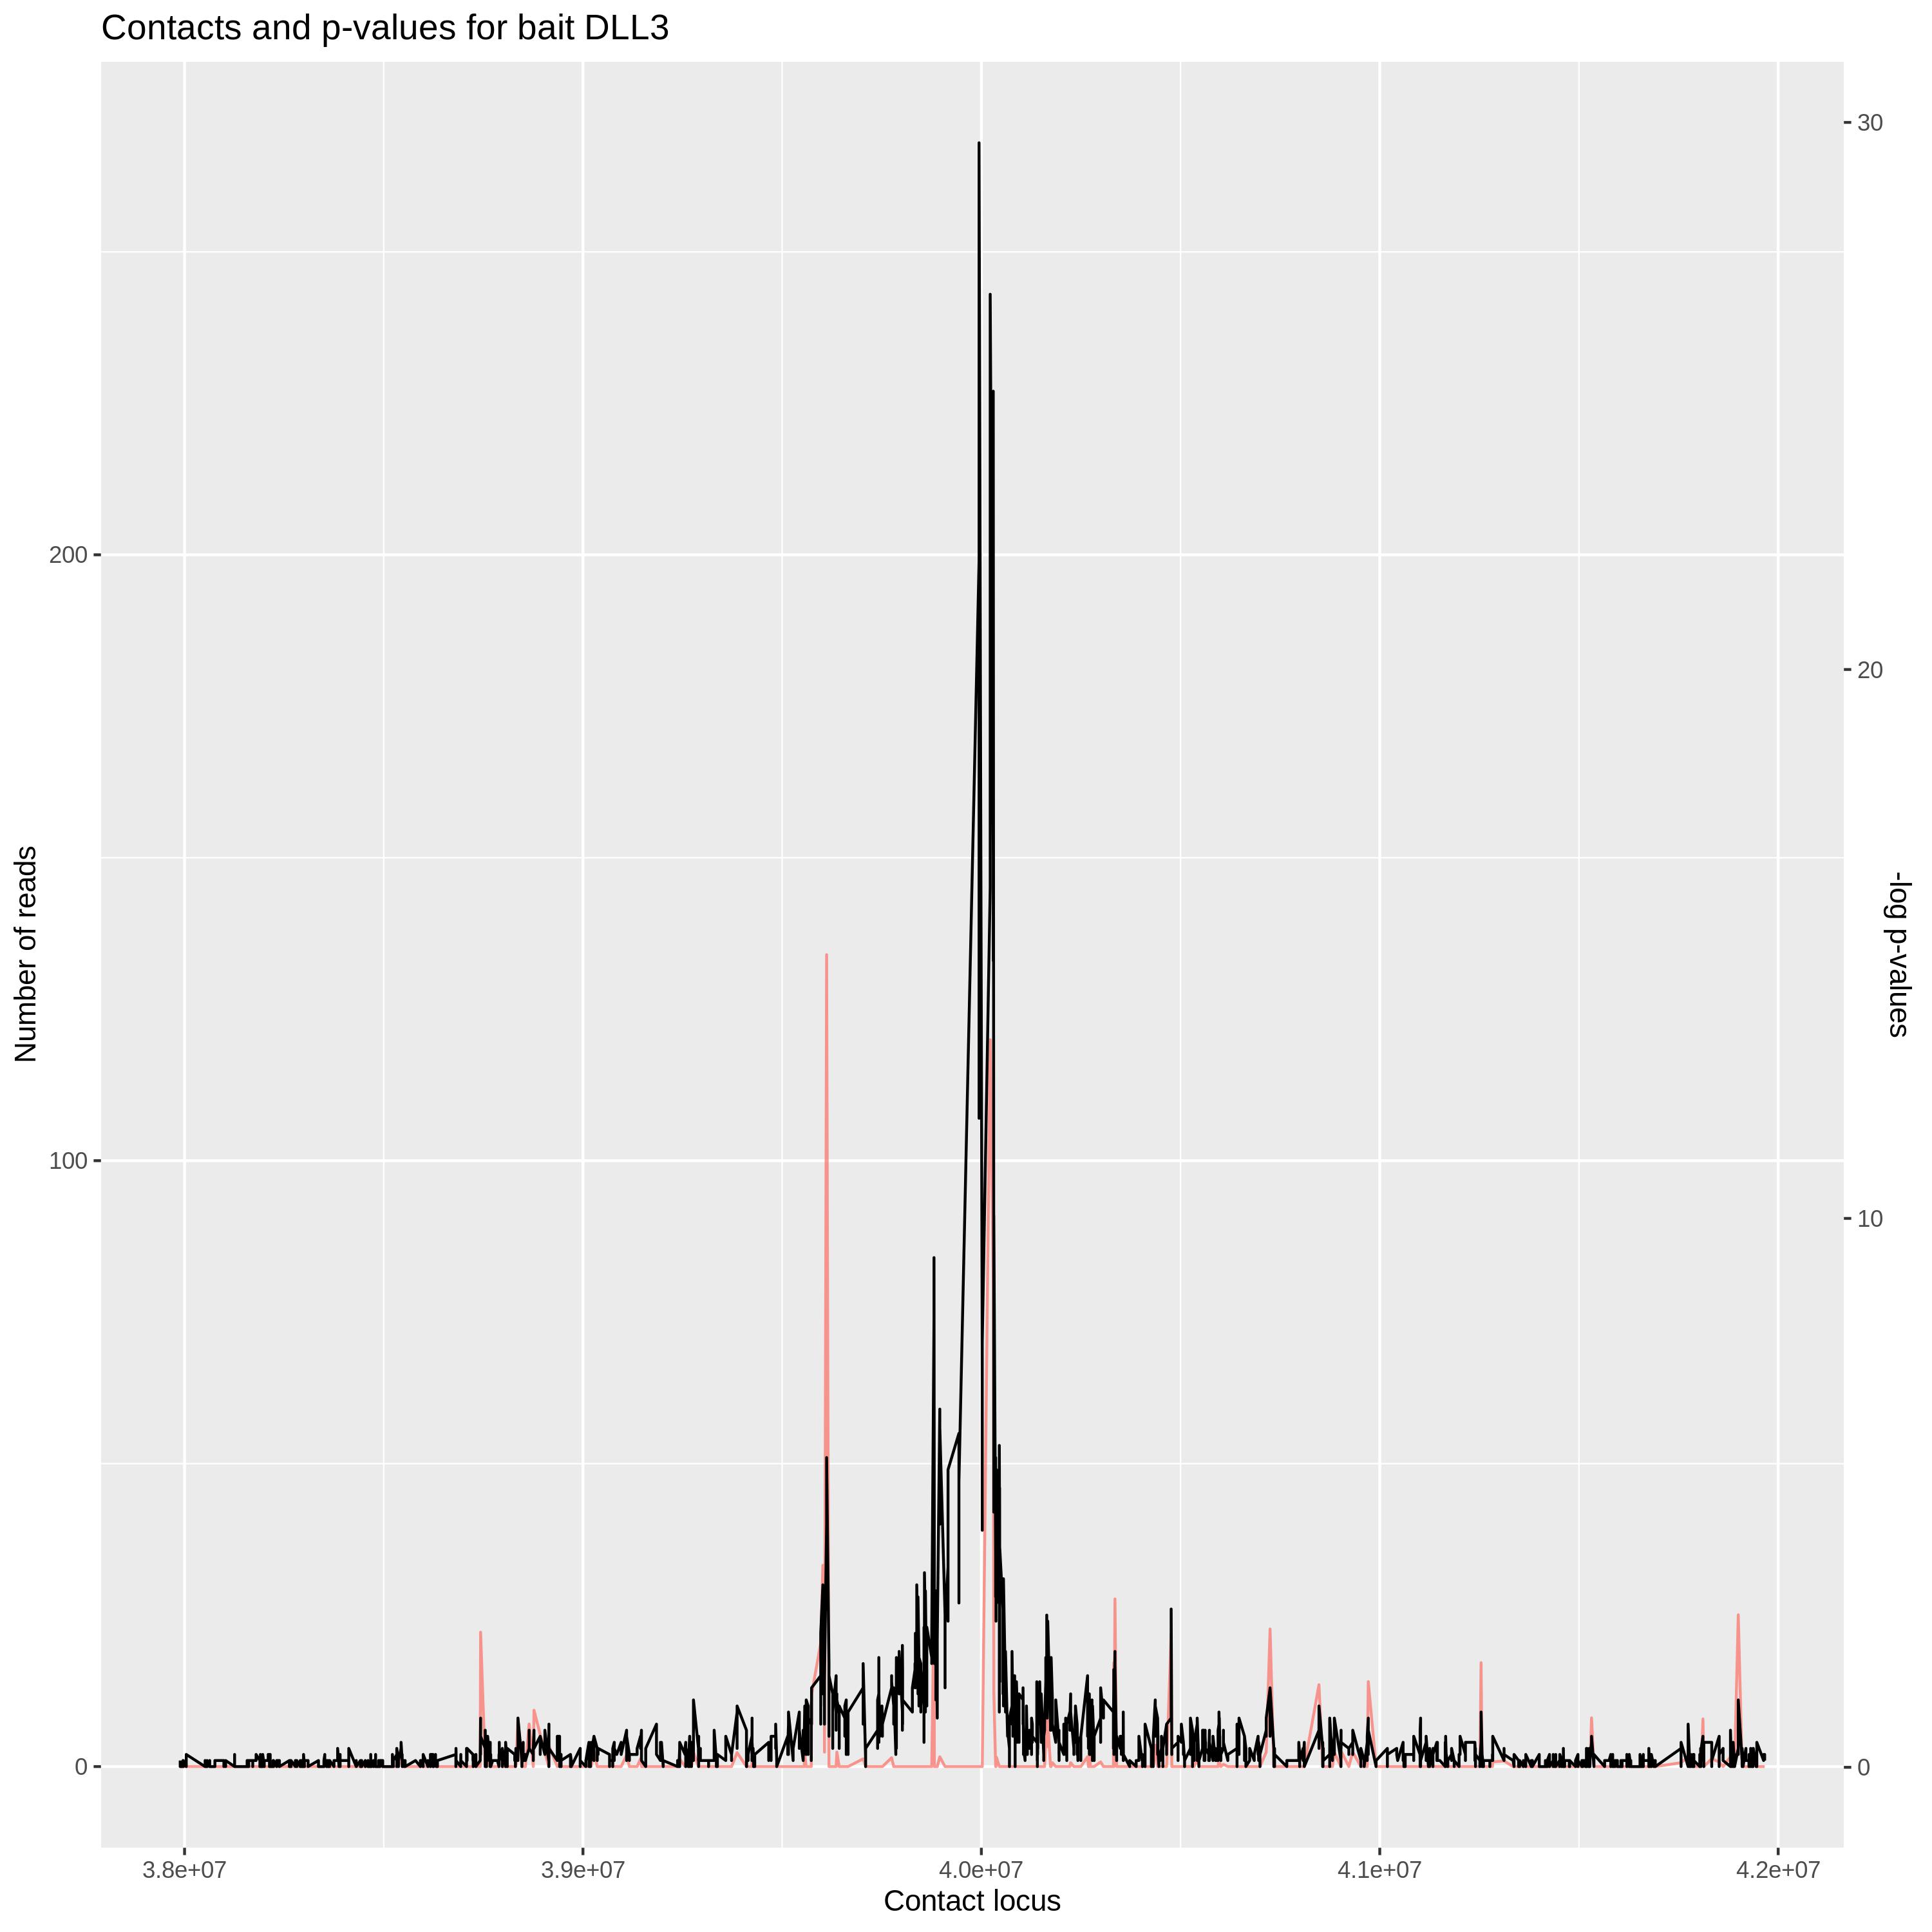 Contacts and p-values for bait DLL3
Number of reads
200
100
0
30
20
10
0
-log p-values
3.8e+07 3.9e+07 4.0e+07 4.1e+07 4.2e+07
Contact locus